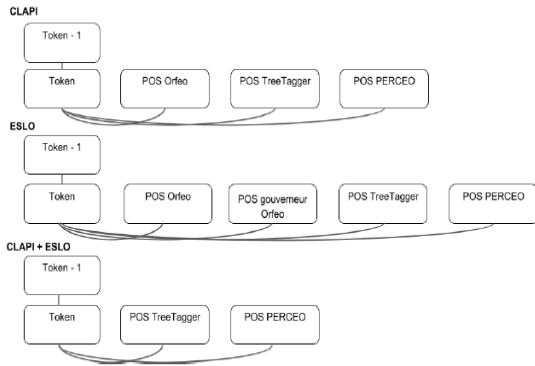 CLAPI
Token - 1
Token
POS Orfeo
POS TreeTagger
POS PERCEO
ESLO
Token - 1
Token
POS Orfeo
POS gouverneur
Orfeo
POS TreeTagger
POS PERCEO
CLAPI + ESLO
Token - 1
Token
POS TreeTagger
POS PERCEO